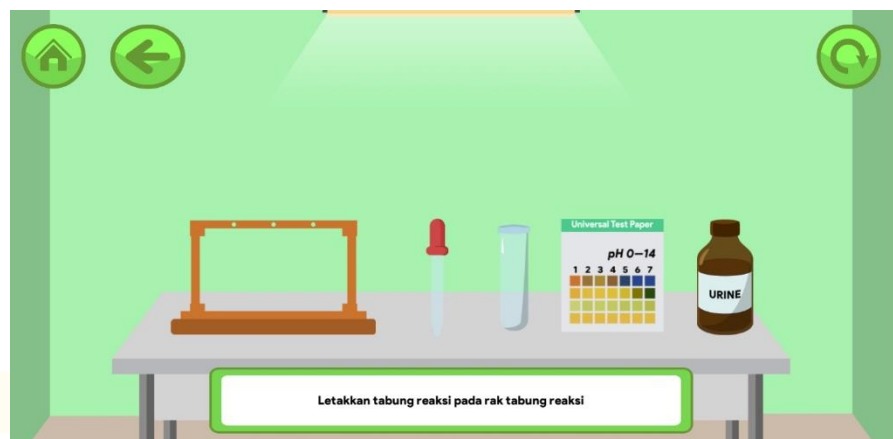 Universal Test Paper
pH 0–14
1 2 3 4 5 6 7
URINE
Letakkan tabung reaksi pada rak tabung reaksi